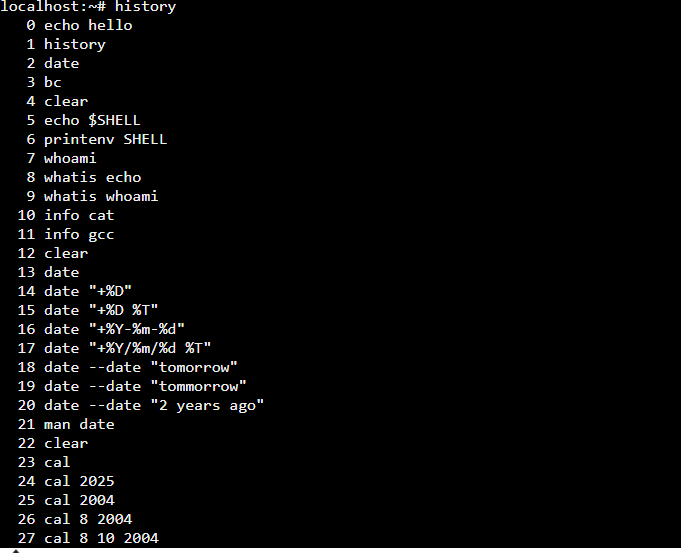 localhost:~# history
0 echo hello
1 history
2 date
3 bc
4 clear
5 echo $SHELL
6 printenv SHELL
7 whoami
8 whatis echo
9 whatis whoami
10 info cat
11 info gcc
12 clear
13 date
14 date "+%D"
15 date "+%D %T"
16 date "+%Y-%m-%d"
17 date "+%Y/%m/%d %T"
18 date --date "tomorrow"
19 date --date "tommorrow"
20 date --date "2 years ago"
21 man date
22 clear
23 cal
24 cal 2025
25 cal 2004
26 cal 8 2004
27 cal 8 10 2004